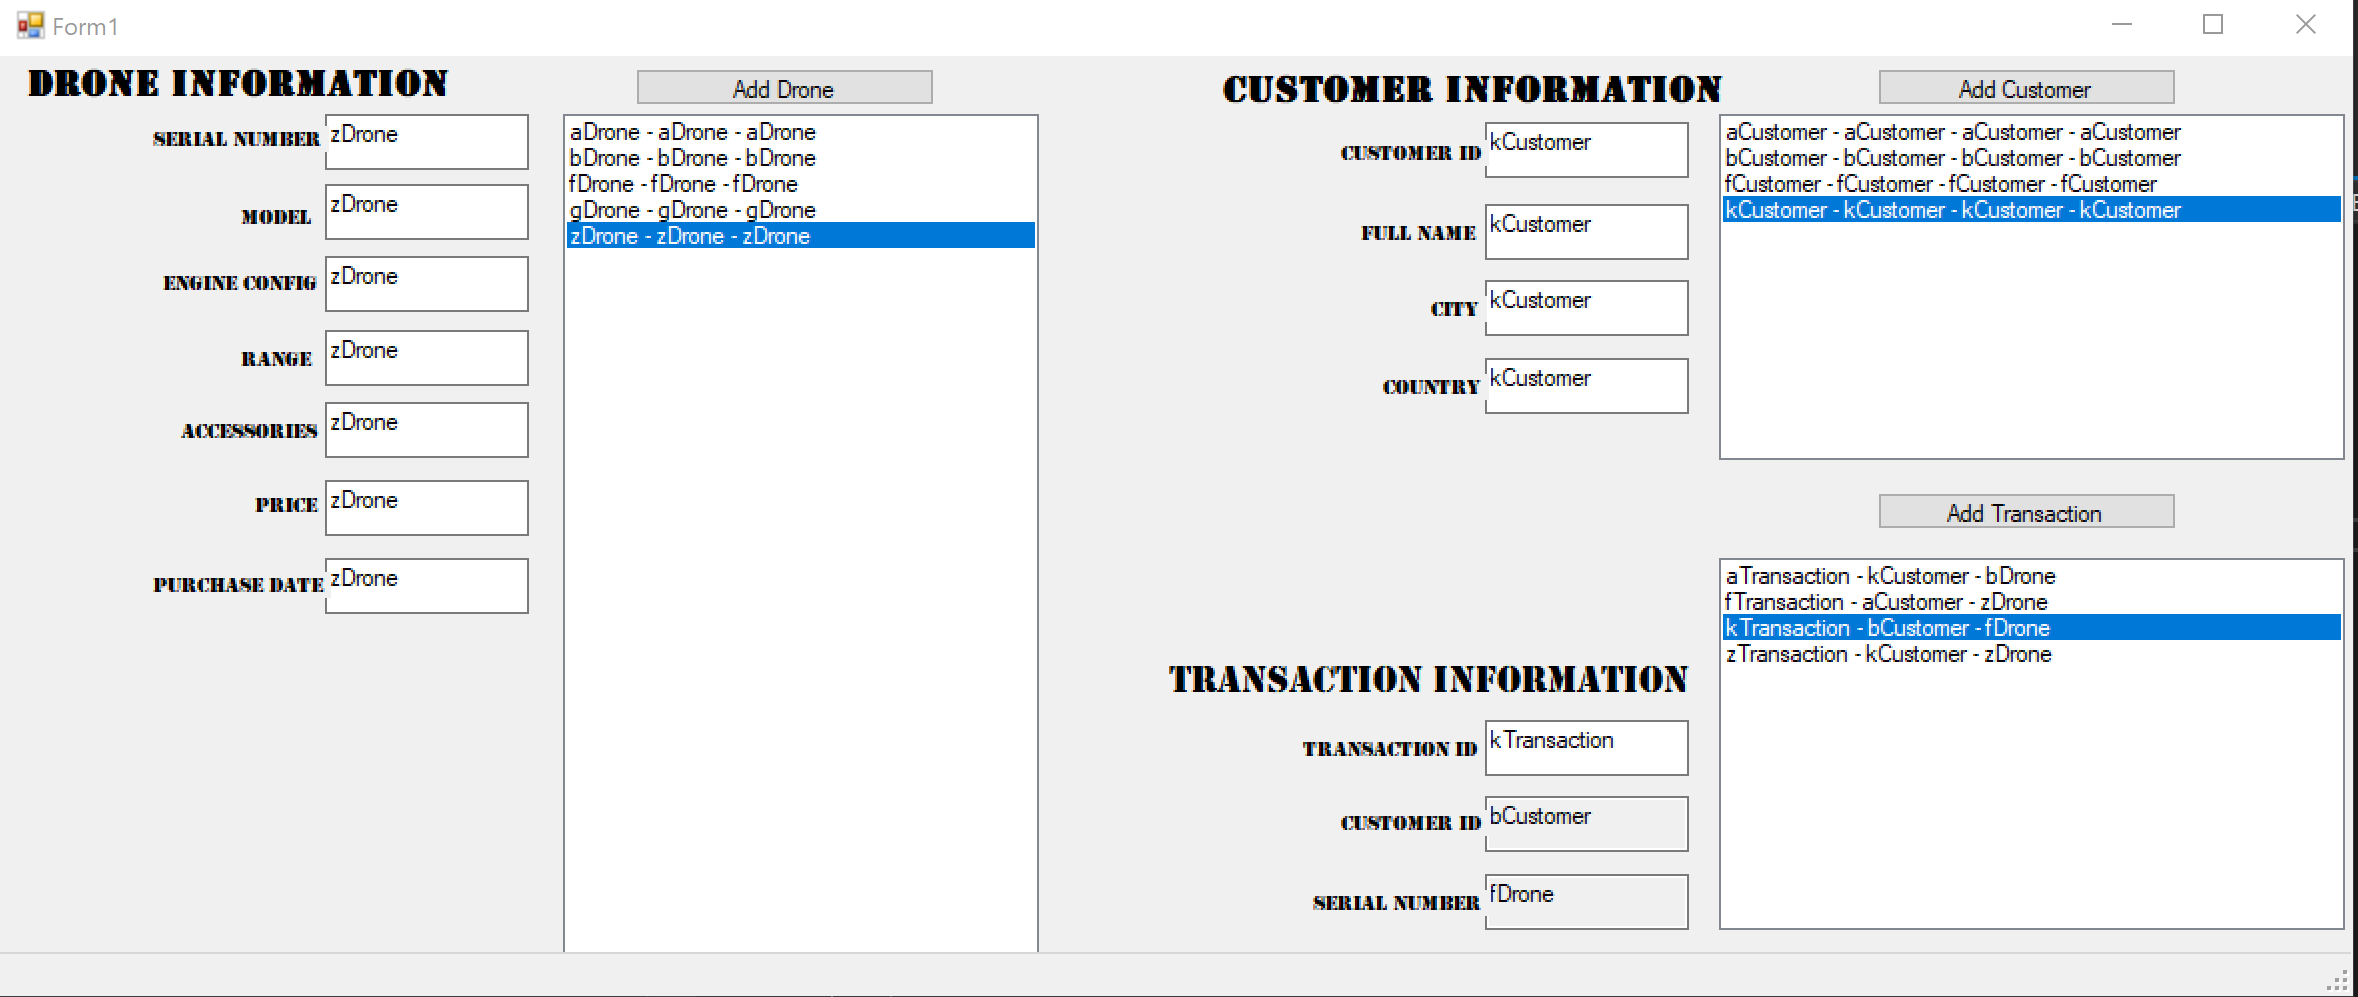 Form1
DRONE INFORMATION
Add Drone
SERIAL NUMBER zDrone
MODEL zDrone
ENGINE CONFIG zDrone
RANGE zDrone
ACCESSORIES zDrone
PRICE zDrone
PURCHASE DATE zDrone
aDrone - aDrone - aDrone
bDrone - bDrone - bDrone
fDrone - fDrone - fDrone
gDrone - gDrone - gDrone
zDrone - zDrone - zDrone
CUSTOMER INFORMATION
Add Customer
CUSTOMER ID kCustomer
FULL NAME kCustomer
CITY kCustomer
COUNTRY kCustomer
aCustomer - aCustomer - aCustomer - aCustomer
bCustomer - bCustomer - bCustomer - bCustomer
fCustomer - fCustomer - fCustomer - fCustomer
kCustomer - kCustomer - kCustomer - kCustomer
Add Transaction
aTransaction - kCustomer - bDrone
fTransaction - aCustomer - zDrone
kTransaction - bCustomer - fDrone
zTransaction - kCustomer - zDrone
TRANSACTION INFORMATION
TRANSACTION ID kTransaction
CUSTOMER ID bCustomer
SERIAL NUMBER fDrone